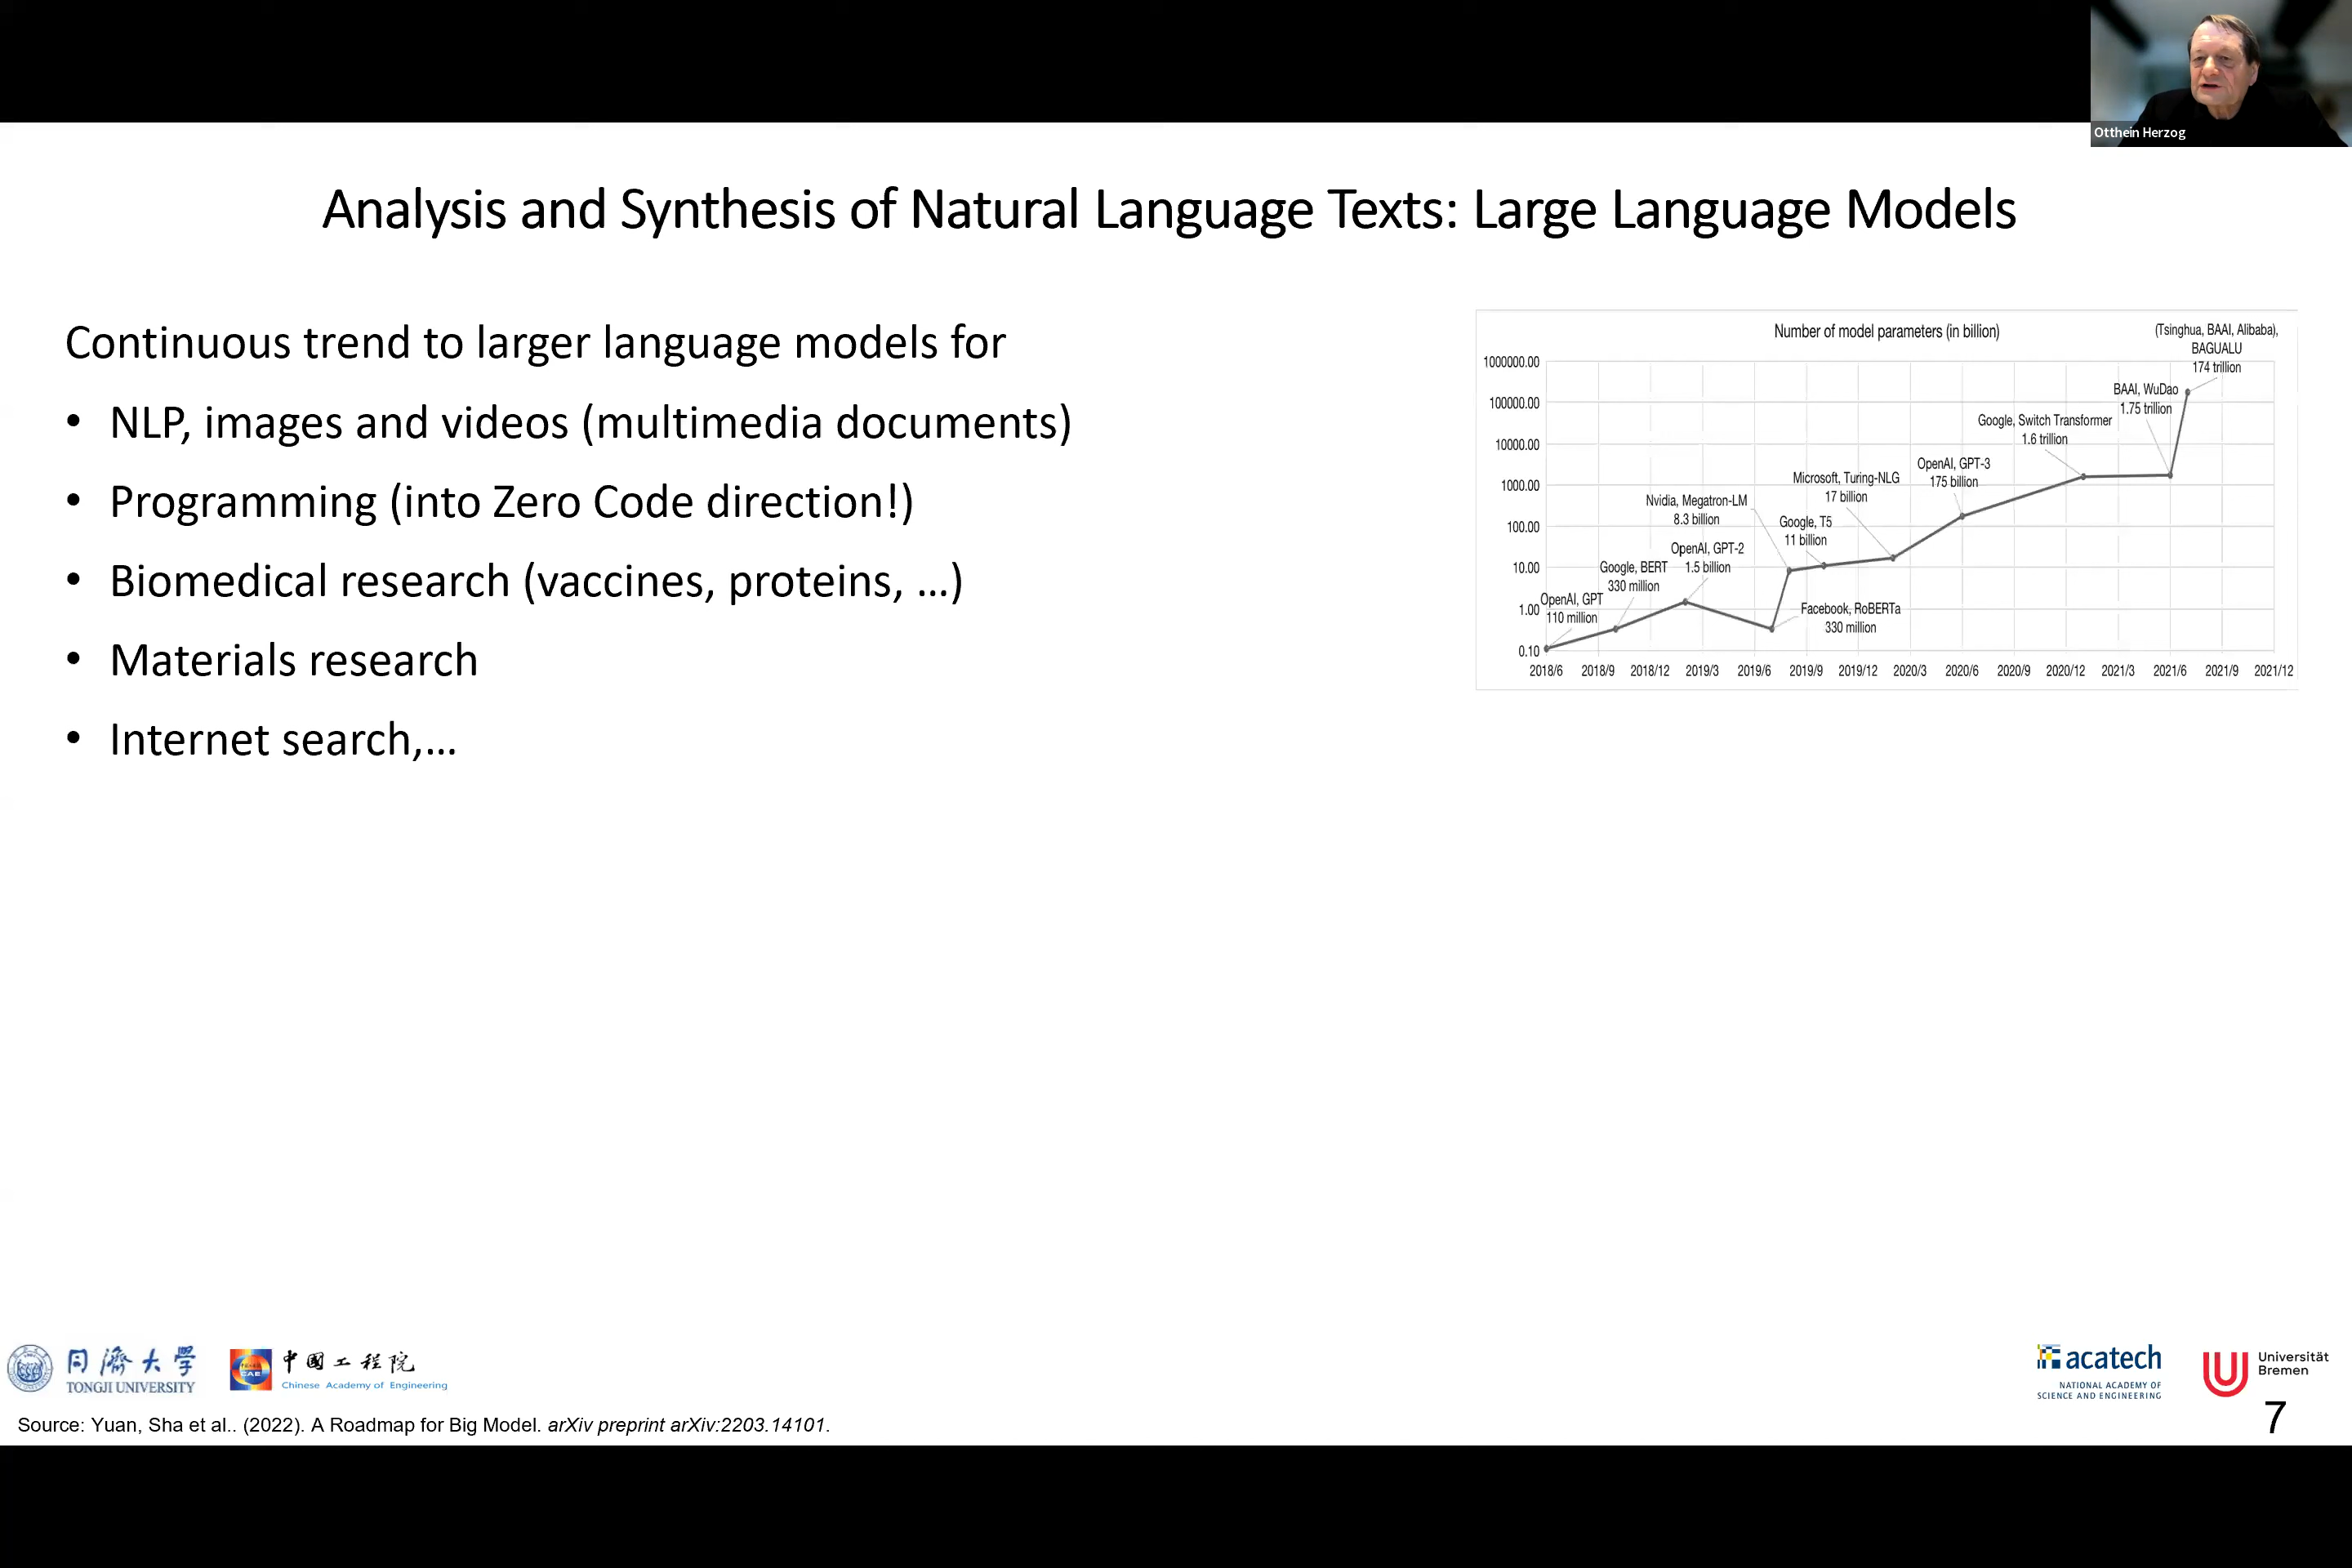 Otthein Herzog
Analysis and Synthesis of Natural Language Texts: Large Language Models
Continuous trend to larger language models for
• NLP, images and videos (multimedia documents)
• Programming (into Zero Code direction!)
• Biomedical research (vaccines, proteins, …)
• Materials research
• Internet search,…
Number of model parameters (in billion)
(Tsinghua, BAAI, Alibaba),
BAGUALU
174 trillion
1000000.00
100000.00
10000.00
1000.00
100.00
10.00
1.00
0.10
BAAI, WuDao
1.75 trillion
Google, Switch Transformer
1.6 trillion
OpenAI, GPT-3
175 billion
Microsoft, Turing-NLG
17 billion
Nvidia, Megatron-LM
8.3 billion
Google, T5
11 billion
OpenAI, GPT-2
1.5 billion
Google, BERT
330 million
OpenAI, GPT
110 million
Facebook, RoBERTa
330 million
2018/6 2018/9 2018/12 2019/3 2019/6 2019/9 2019/12 2020/3 2020/6 2020/9 2020/12 2021/3 2021/6 2021/9 2021/12
同濟大學
TONGJI UNIVERSITY
CAE
中國工程院
Chinese Academy of Engineering
acatech
NATIONAL ACADEMY OF
SCIENCE AND ENGINEERING
Universität
Bremen
Source: Yuan, Sha et al.. (2022). A Roadmap for Big Model. arXiv preprint arXiv:2203.14101.
7